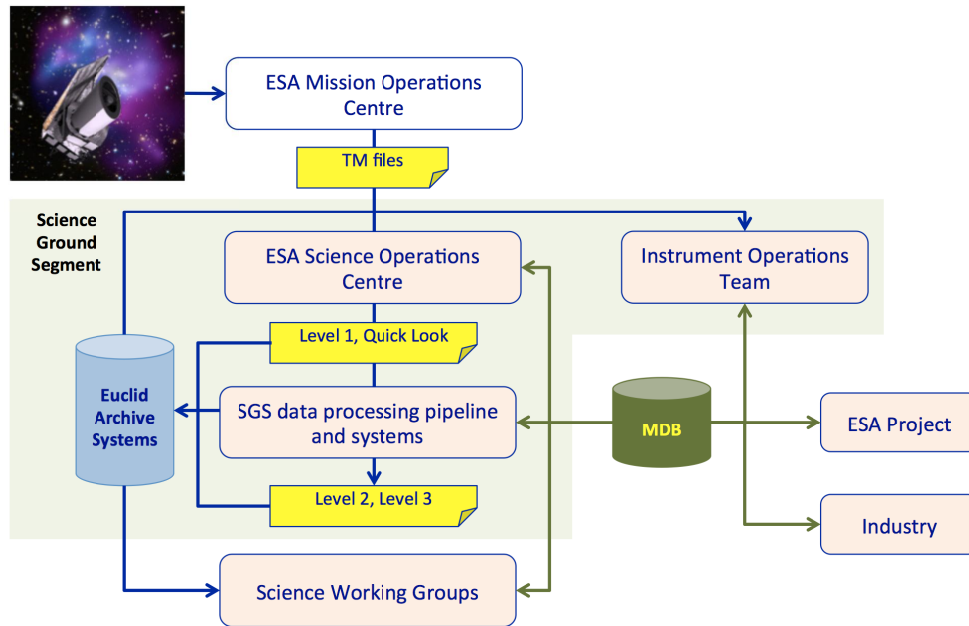 ESA Mission Operations
Centre
TM files
Science
Ground
Segment
ESA Science Operations
Centre
Instrument Operations
Team
Level 1, Quick Look
Euclid
Archive
Systems
SGS data processing pipeline
and systems
MDB
ESA Project
Level 2, Level 3
Industry
Science Working Groups